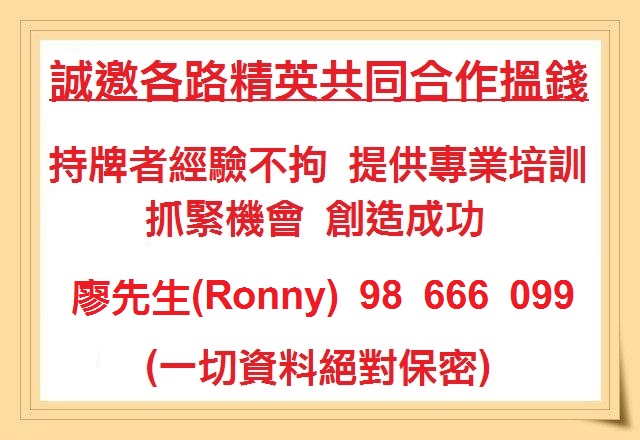 誠邀各路精英共同合作搵錢
持牌者經驗不拘 提供專業培訓
抓緊機會 創造成功
廖先生(Ronny) 98 666 099
(一切資料絕對保密)